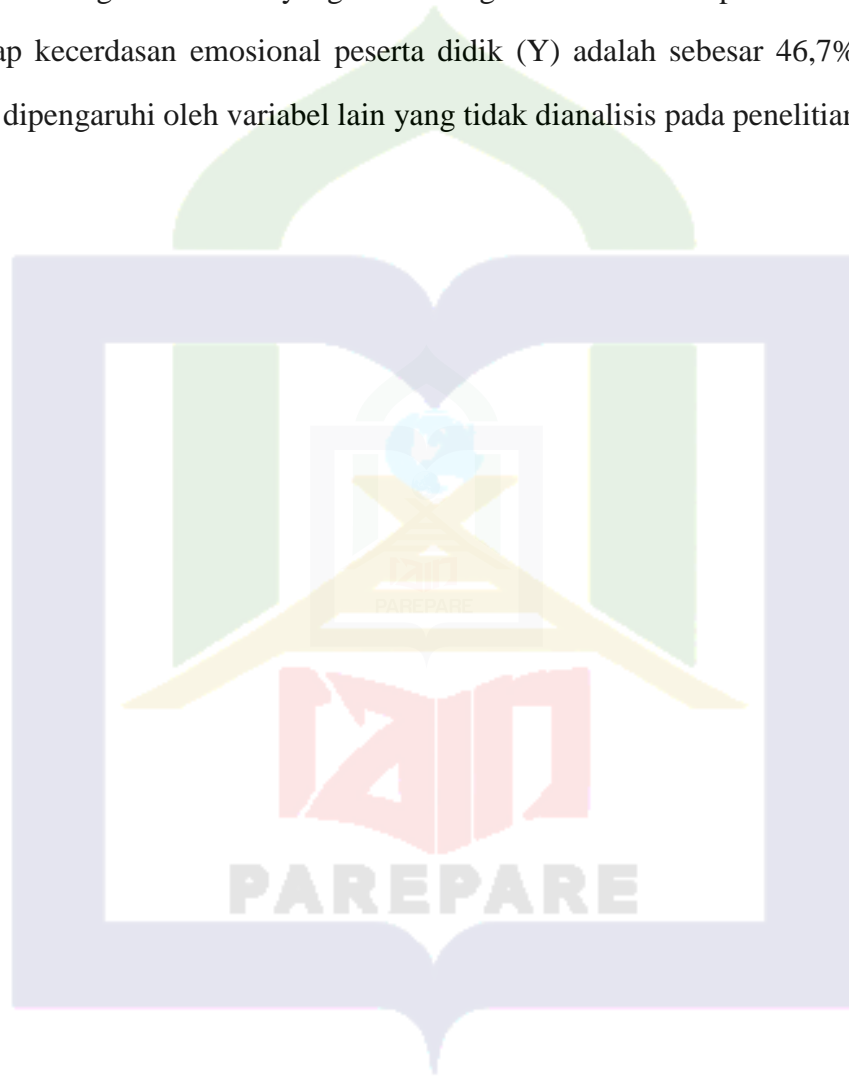 kecerdasan emosional peserta didik (Y) adalah sebesar 46,7%
dipengaruhi oleh variabel lain yang tidak dianalisis pada penelitian
PAREPARE
PAREPARE